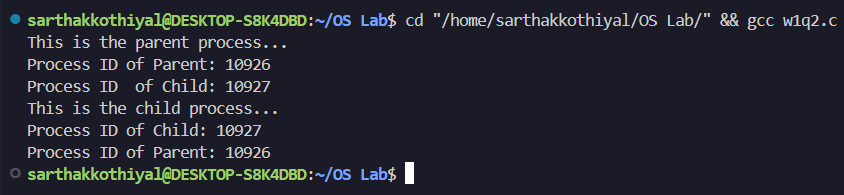 sarthakkothiyal@DESKTOP-S8K4DBD:~/OS Lab$ cd "/home/sarthakkothiyal/OS Lab/" && gcc w1q2.c
This is the parent process...
Process ID of Parent: 10926
Process ID  of Child: 10927
This is the child process...
Process ID of Child: 10927
Process ID of Parent: 10926
sarthakkothiyal@DESKTOP-S8K4DBD:~/OS Lab$